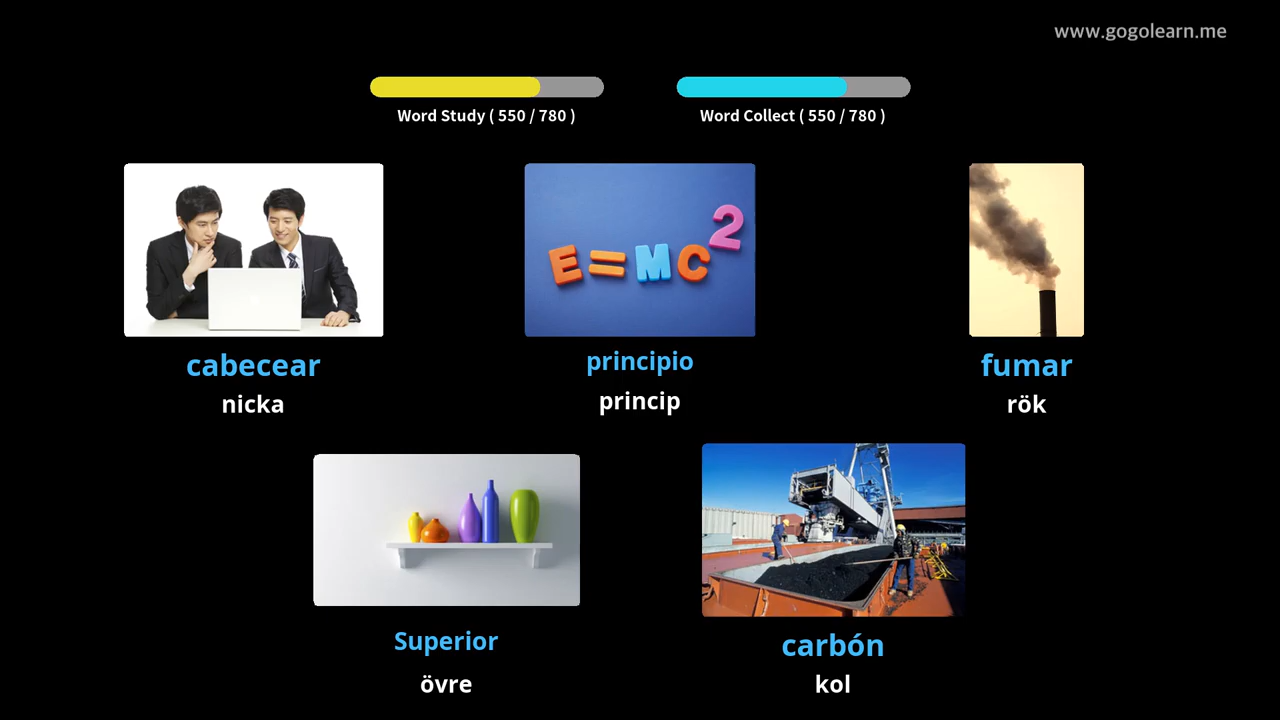 www.gogolearn.me
Word Study ( 550 / 780 )
Word Collect ( 550 / 780 )
E=MC2
cabecear
nicka
principio
princip
fumar
rök
Superior
övre
carbón
kol